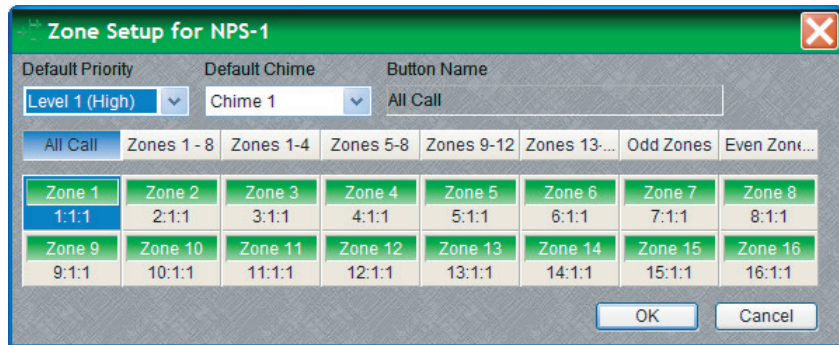 Zone Setup for NPS-1
Default Priority Default Chime Button Name
Level 1 (High) Chime 1 All Call
All Call Zones 1 - 8 Zones 1-4 Zones 5-8 Zones 9-12 Zones 13-... Odd Zones Even Zone...
Zone 1 Zone 2 Zone 3 Zone 4 Zone 5 Zone 6 Zone 7 Zone 8
1:1:1 2:1:1 3:1:1 4:1:1 5:1:1 6:1:1 7:1:1 8:1:1
Zone 9 Zone 10 Zone 11 Zone 12 Zone 13 Zone 14 Zone 15 Zone 16
9:1:1 10:1:1 11:1:1 12:1:1 13:1:1 14:1:1 15:1:1 16:1:1
OK Cancel